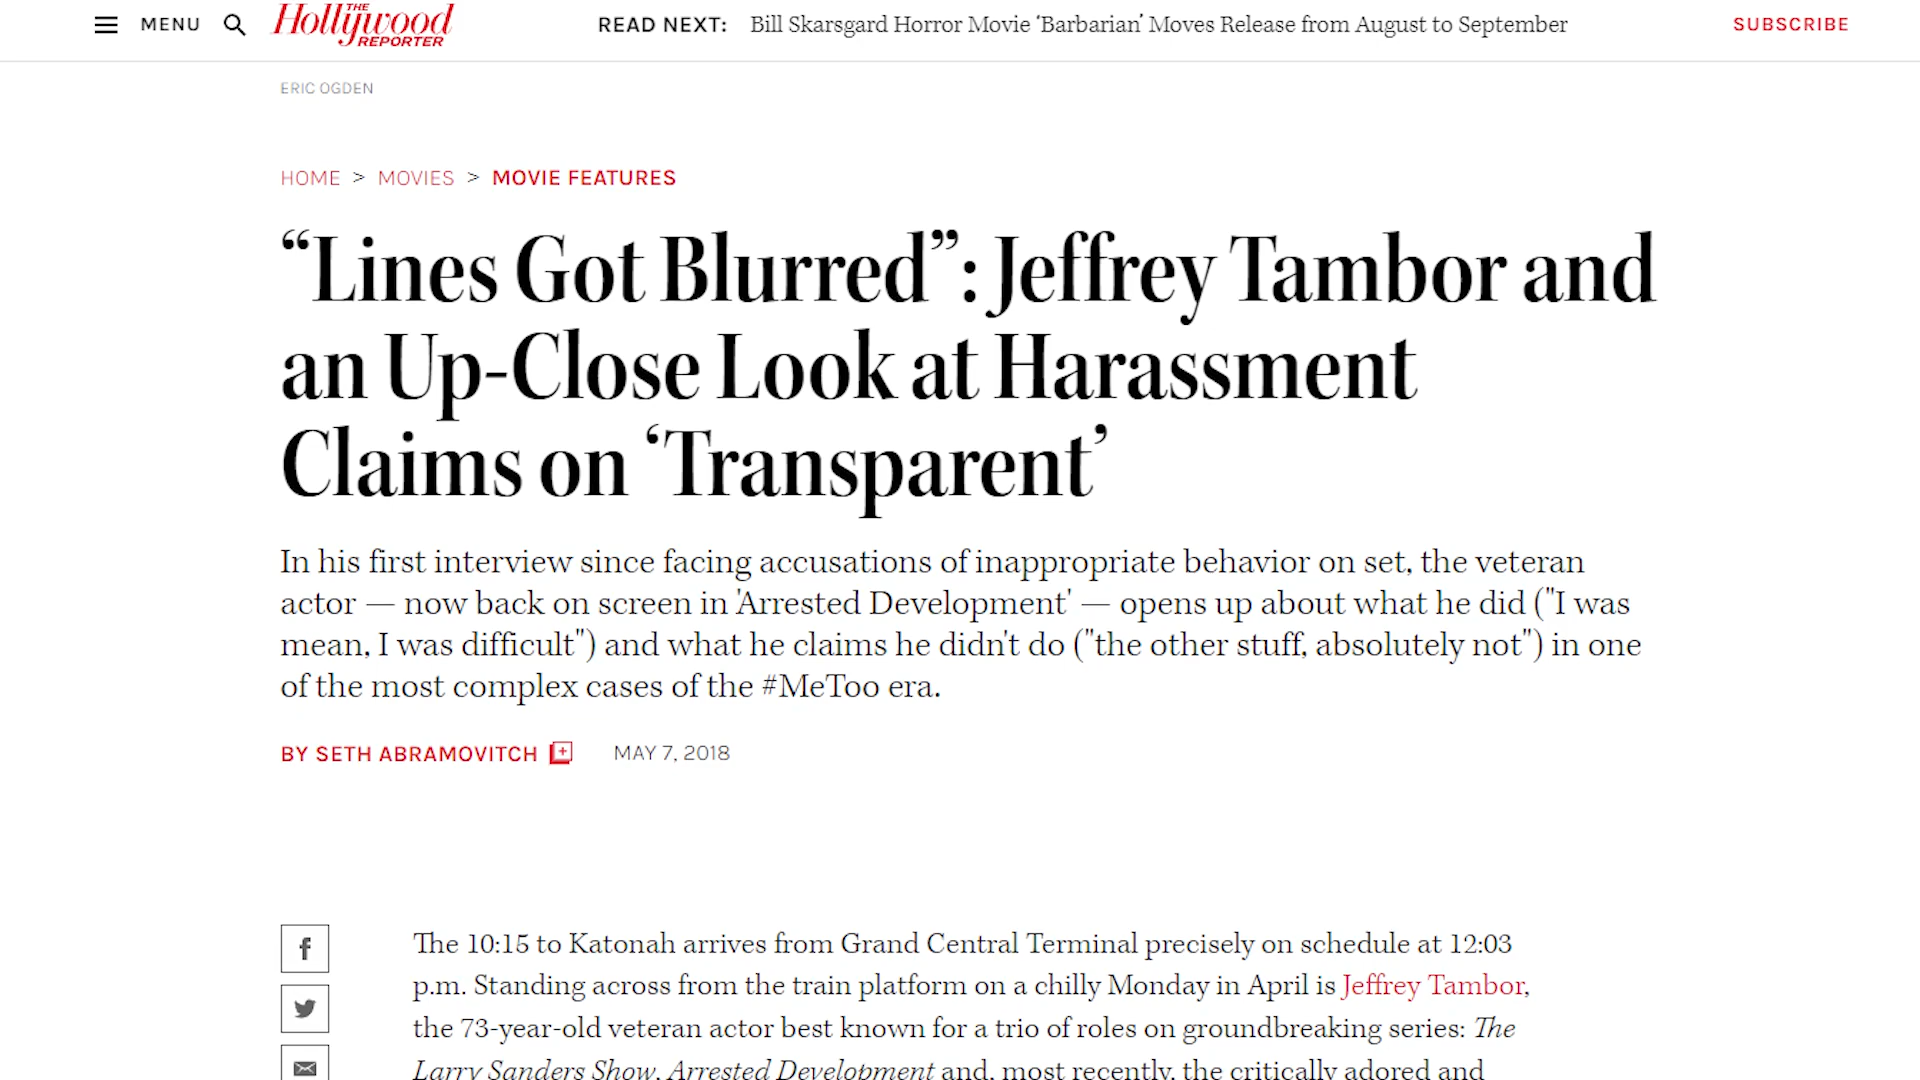 MENU
THE
Hollywood
REPORTER
READ NEXT: Bill Skarsgard Horror Movie ‘Barbarian’ Moves Release from August to September
SUBSCRIBE
ERIC OGDEN
HOME > MOVIES > MOVIE FEATURES
“Lines Got Blurred”: Jeffrey Tambor and
an Up-Close Look at Harassment
Claims on ‘Transparent’
In his first interview since facing accusations of inappropriate behavior on set, the veteran
actor — now back on screen in 'Arrested Development' — opens up about what he did ("I was
mean, I was difficult") and what he claims he didn't do ("the other stuff, absolutely not") in one
of the most complex cases of the #MeToo era.
BY SETH ABRAMOVITCH
MAY 7, 2018
The 10:15 to Katonah arrives from Grand Central Terminal precisely on schedule at 12:03
p.m. Standing across from the train platform on a chilly Monday in April is Jeffrey Tambor,
the 73-year-old veteran actor best known for a trio of roles on groundbreaking series: The
Larry Sanders Show, Arrested Development and, most recently, the critically adored and